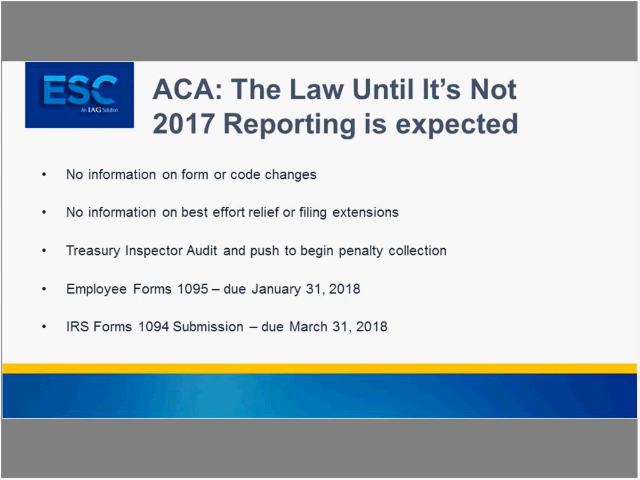 ESC
An IAG Solution
ACA: The Law Until It's Not
2017 Reporting is expected
• No information on form or code changes
• No information on best effort relief or filing extensions
• Treasury Inspector Audit and push to begin penalty collection
• Employee Forms 1095 – due January 31, 2018
• IRS Forms 1094 Submission – due March 31, 2018